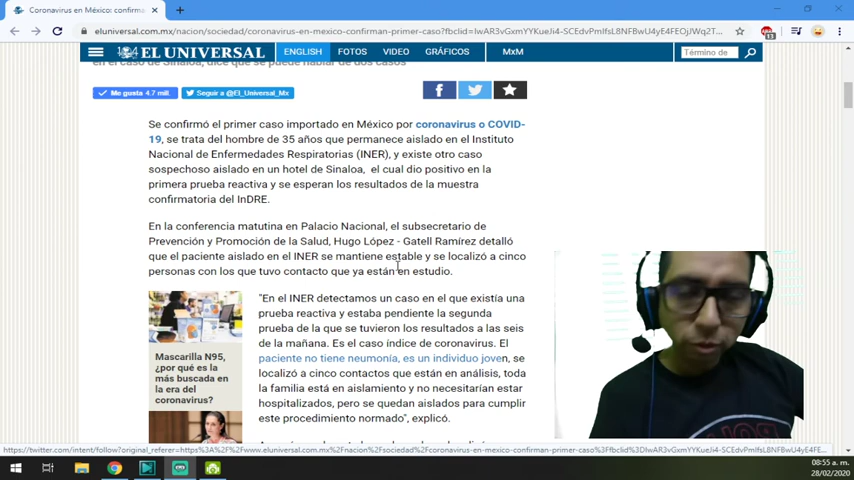 Coronavirus en México: confirma
eluniversal.com.mx/nacion/sociedad/coronavirus-en-mexico-confirman-primer-caso?fbclid=IwAR3vGxmYYKueJi4-SCEdvPmIfsL8NFBwU4yE4FEOjJWq2T...
EL UNIVERSAL
ENGLISH
FOTOS
VIDEO
GRÁFICOS
MxM
Término de
en el caso de Sinaloa, dice que se puede hablar de dos casos
Me gusta 4.7 mill.
Seguir a @El_Universal_Mx
Se confirmó el primer caso importado en México por coronavirus o COVID-
19, se trata del hombre de 35 años que permanece aislado en el Instituto
Nacional de Enfermedades Respiratorias (INER), y existe otro caso
sospechoso aislado en un hotel de Sinaloa, el cual dio positivo en la
primera prueba reactiva y se esperan los resultados de la muestra
confirmatoria del InDRE.
En la conferencia matutina en Palacio Nacional, el subsecretario de
Prevención y Promoción de la Salud, Hugo López - Gatell Ramírez detalló
que el paciente aislado en el INER se mantiene estable y se localizó a cinco
personas con los que tuvo contacto que ya están en estudio.
"En el INER detectamos un caso en el que existía una
prueba reactiva y estaba pendiente la segunda
prueba de la que se tuvieron los resultados a las seis
de la mañana. Es el caso índice de coronavirus. El
paciente no tiene neumonía, es un individuo joven, se
localizó a cinco contactos que están en análisis, toda
la familia está en aislamiento y no necesitarían estar
hospitalizados, pero se quedan aislados para cumplir
este procedimiento normado", explicó.
Mascarilla N95,
¿por qué es la
más buscada en
la era del
coronavirus?
https://twitter.com/intent/follow?original_referer=https%3A%2F%2Fwww.eluniversal.com.mx%2Fnacion%2Fsociedad%2Fcoronavirus-en-mexico-confirman-primer-caso%3Ffbclid%3DIwAR3vGxmYYKueJi4-SCEdvPmIfsL8NFBwU4yE4F...
08:55 a. m.
28/02/2020